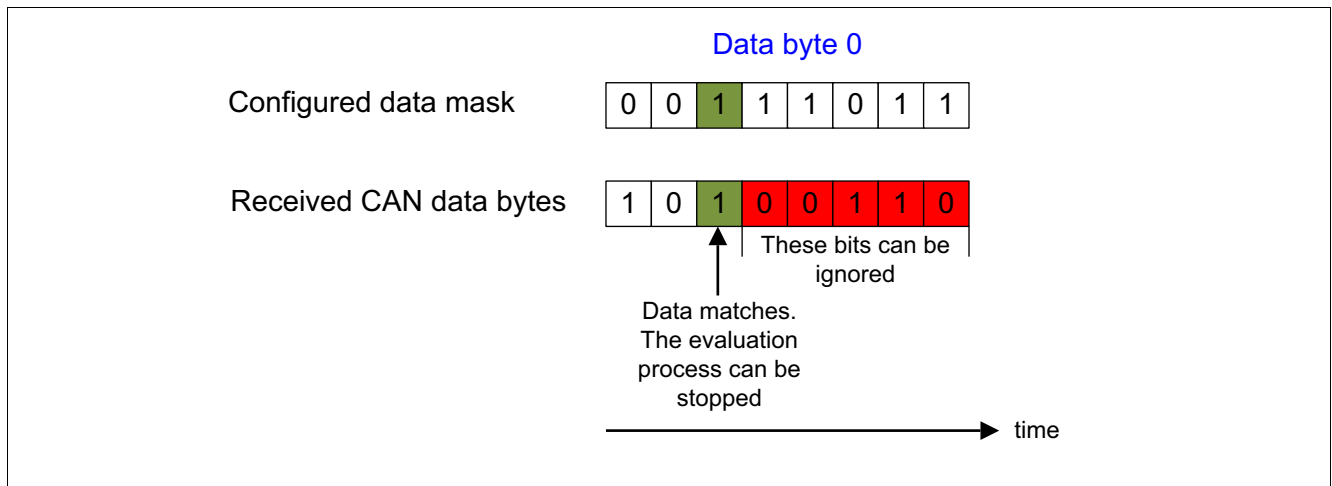 Data byte 0
Configured data mask 0 0 1 1 1 0 1 1
Received CAN data bytes 1 0 1 0 0 1 1 0
These bits can be
ignored
Data matches.
The evaluation
process can be
stopped
time